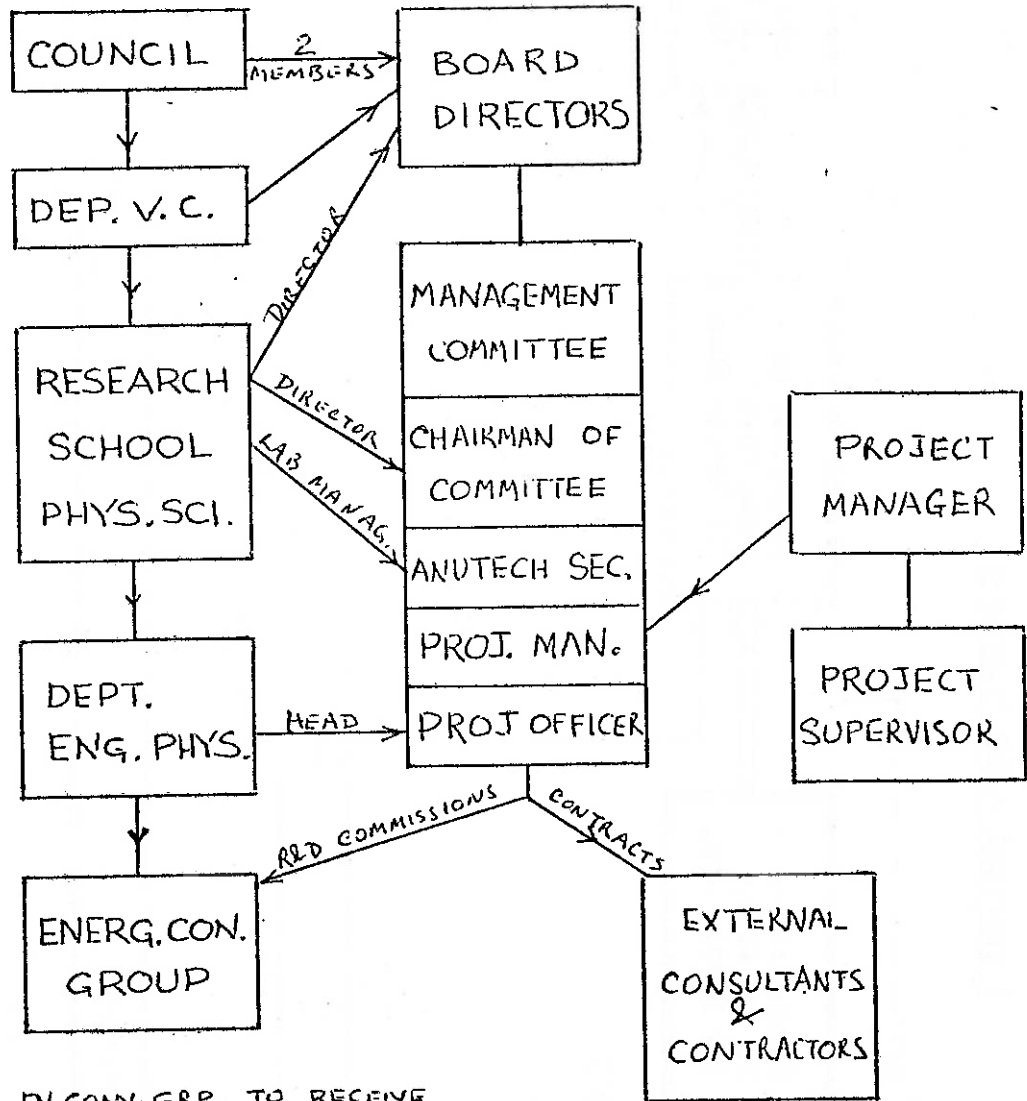 COUNCIL
2
MEMBERS
BOARD
DIRECTORS
DEP. V. C.
DIRECTOR
MANAGEMENT
COMMITTEE
RESEARCH
SCHOOL
PHYS. SCI.
DIRECTOR
LAB MANAG.
CHAIRMAN OF
COMMITTEE
ANUTECH SEC.
PROJ. MAN.
PROJ OFFICER
PROJECT
MANAGER
PROJECT
SUPERVISOR
DEPT.
ENG. PHYS.
HEAD
R&D COMMISSIONS
CONTRACTS
ENERG. CON.
GROUP
EXTERNAL
CONSULTANTS
&
CONTRACTORS
TO RECEIVE